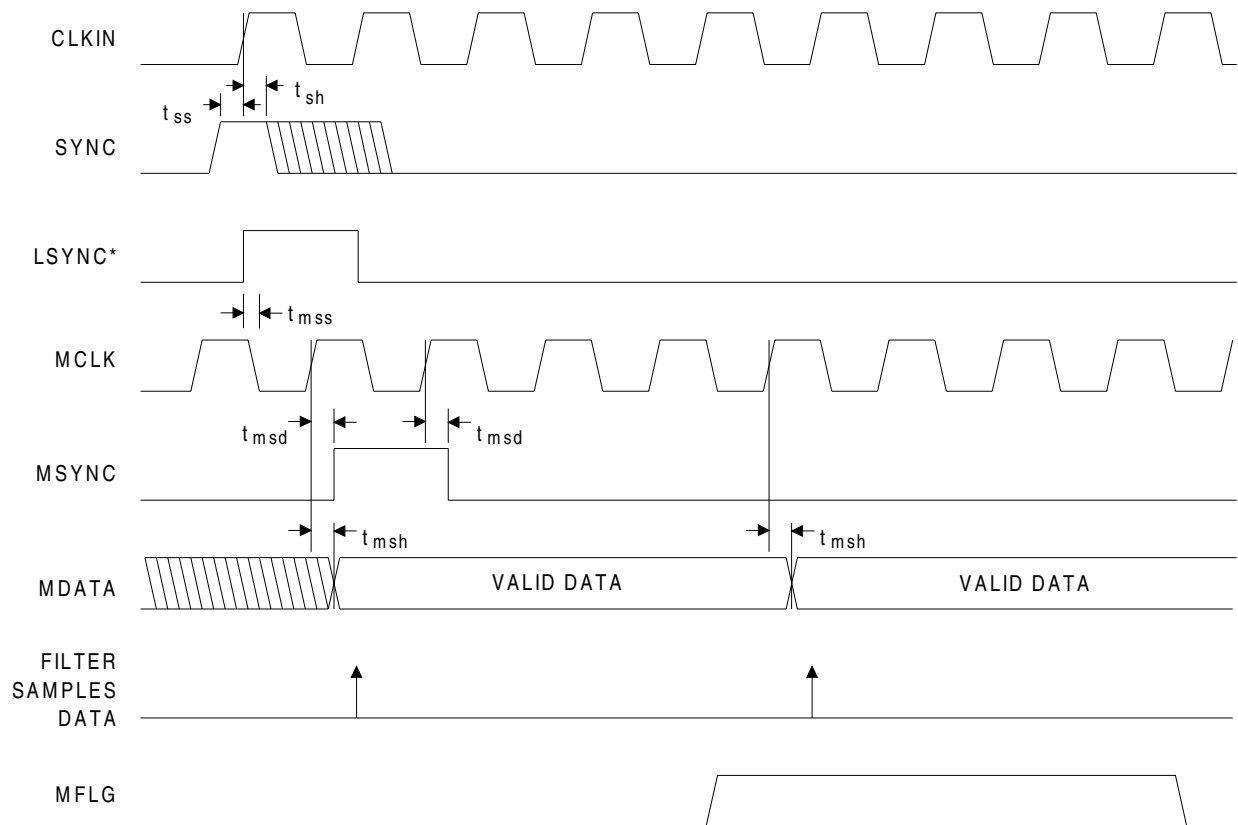 CLKIN
t sh
t ss
SYNC
LSYNC*
t mss
MCLK
t msd
t msd
MSYNC
t msh
t msh
MDATA
VALID DATA
VALID DATA
FILTER
SAMPLES
DATA
MFLG